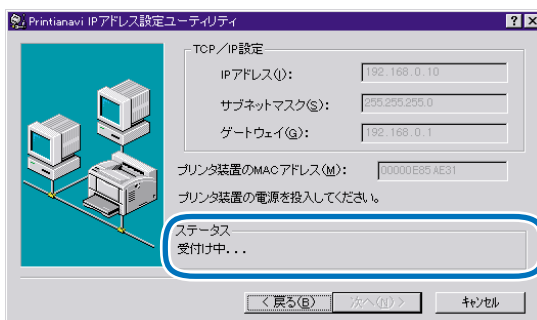 Printianavi IPアドレス設定ユーティリティ
TCP／IP設定
IPアドレス(I): 192.168.0.10
サブネットマスク(S): 255.255.255.0
ゲートウェイ(G): 192.168.0.1
プリンタ装置のMACアドレス(M): 00000E85AE31
プリンタ装置の電源を投入してください。
ステータス
受付け中...
< 戻る(B) 次へ(N) > キャンセル